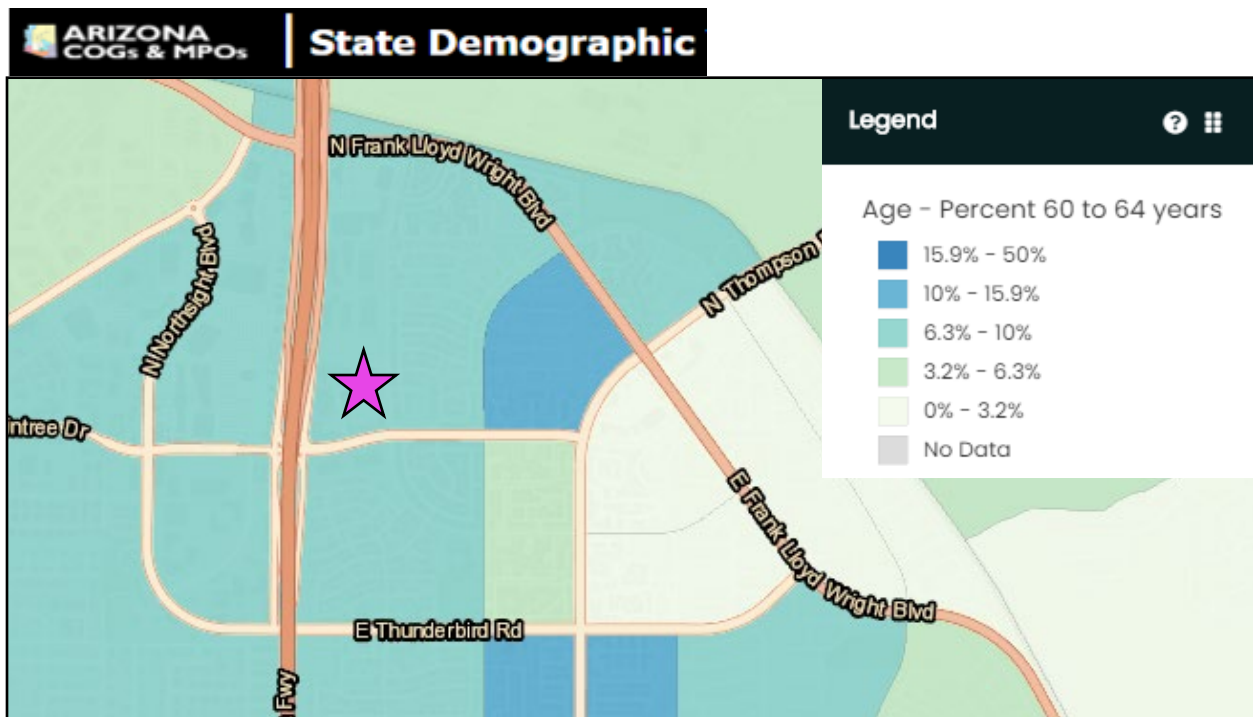 ARIZONA
COGs & MPOs
State Demographic
N Frank Lloyd Wright Blvd
N Thompson
N Northsight Blvd
intree Dr
E Frank Lloyd Wright Blvd
E Thunderbird Rd
Fwy
Legend
?
Age - Percent 60 to 64 years
15.9% - 50%
10% - 15.9%
6.3% - 10%
3.2% - 6.3%
0% - 3.2%
No Data